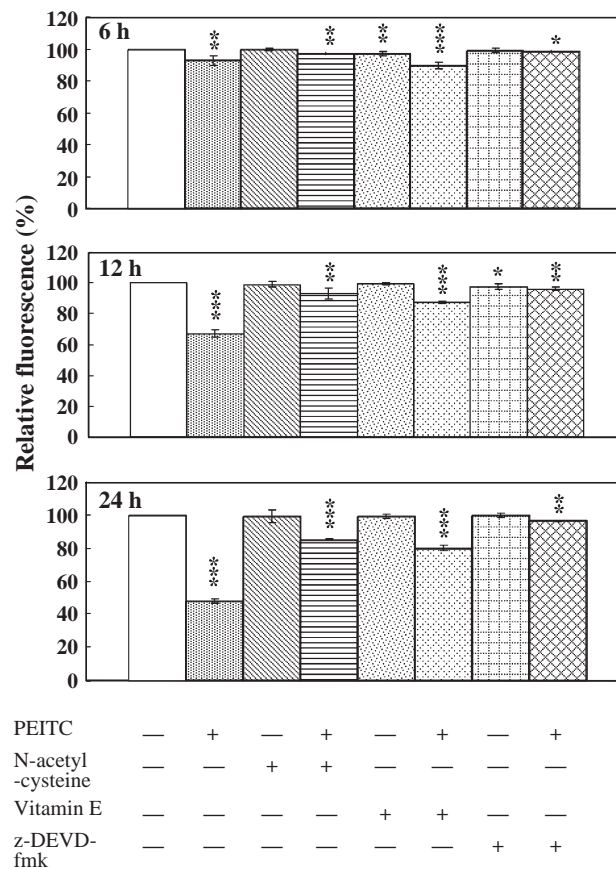 Relative fluorescence (%)
6 h
120
100
80
60
40
20
0
** ** ** *** *
12 h
120
100
80
60
40
20
0
*** ** *** * **
24 h
120
100
80
60
40
20
0
*** *** *** **
PEITC — + — + — + — +
N-acetyl
-cysteine — — + + — — — —
Vitamin E — — — — + + — —
z-DEVD-
fmk — — — — — — + +